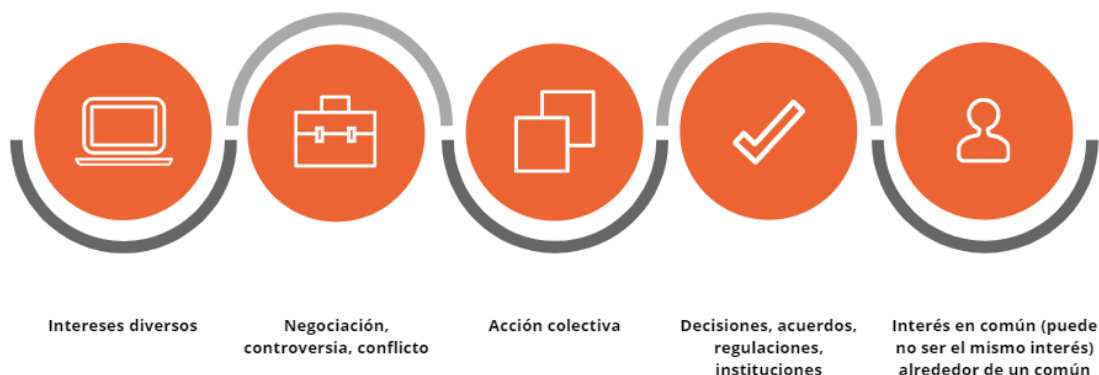 Intereses diversos
Negociación,
controversia, conflicto
Acción colectiva
Decisiones, acuerdos,
regulaciones,
instituciones
Interés en común (puede
no ser el mismo interés)
alrededor de un común